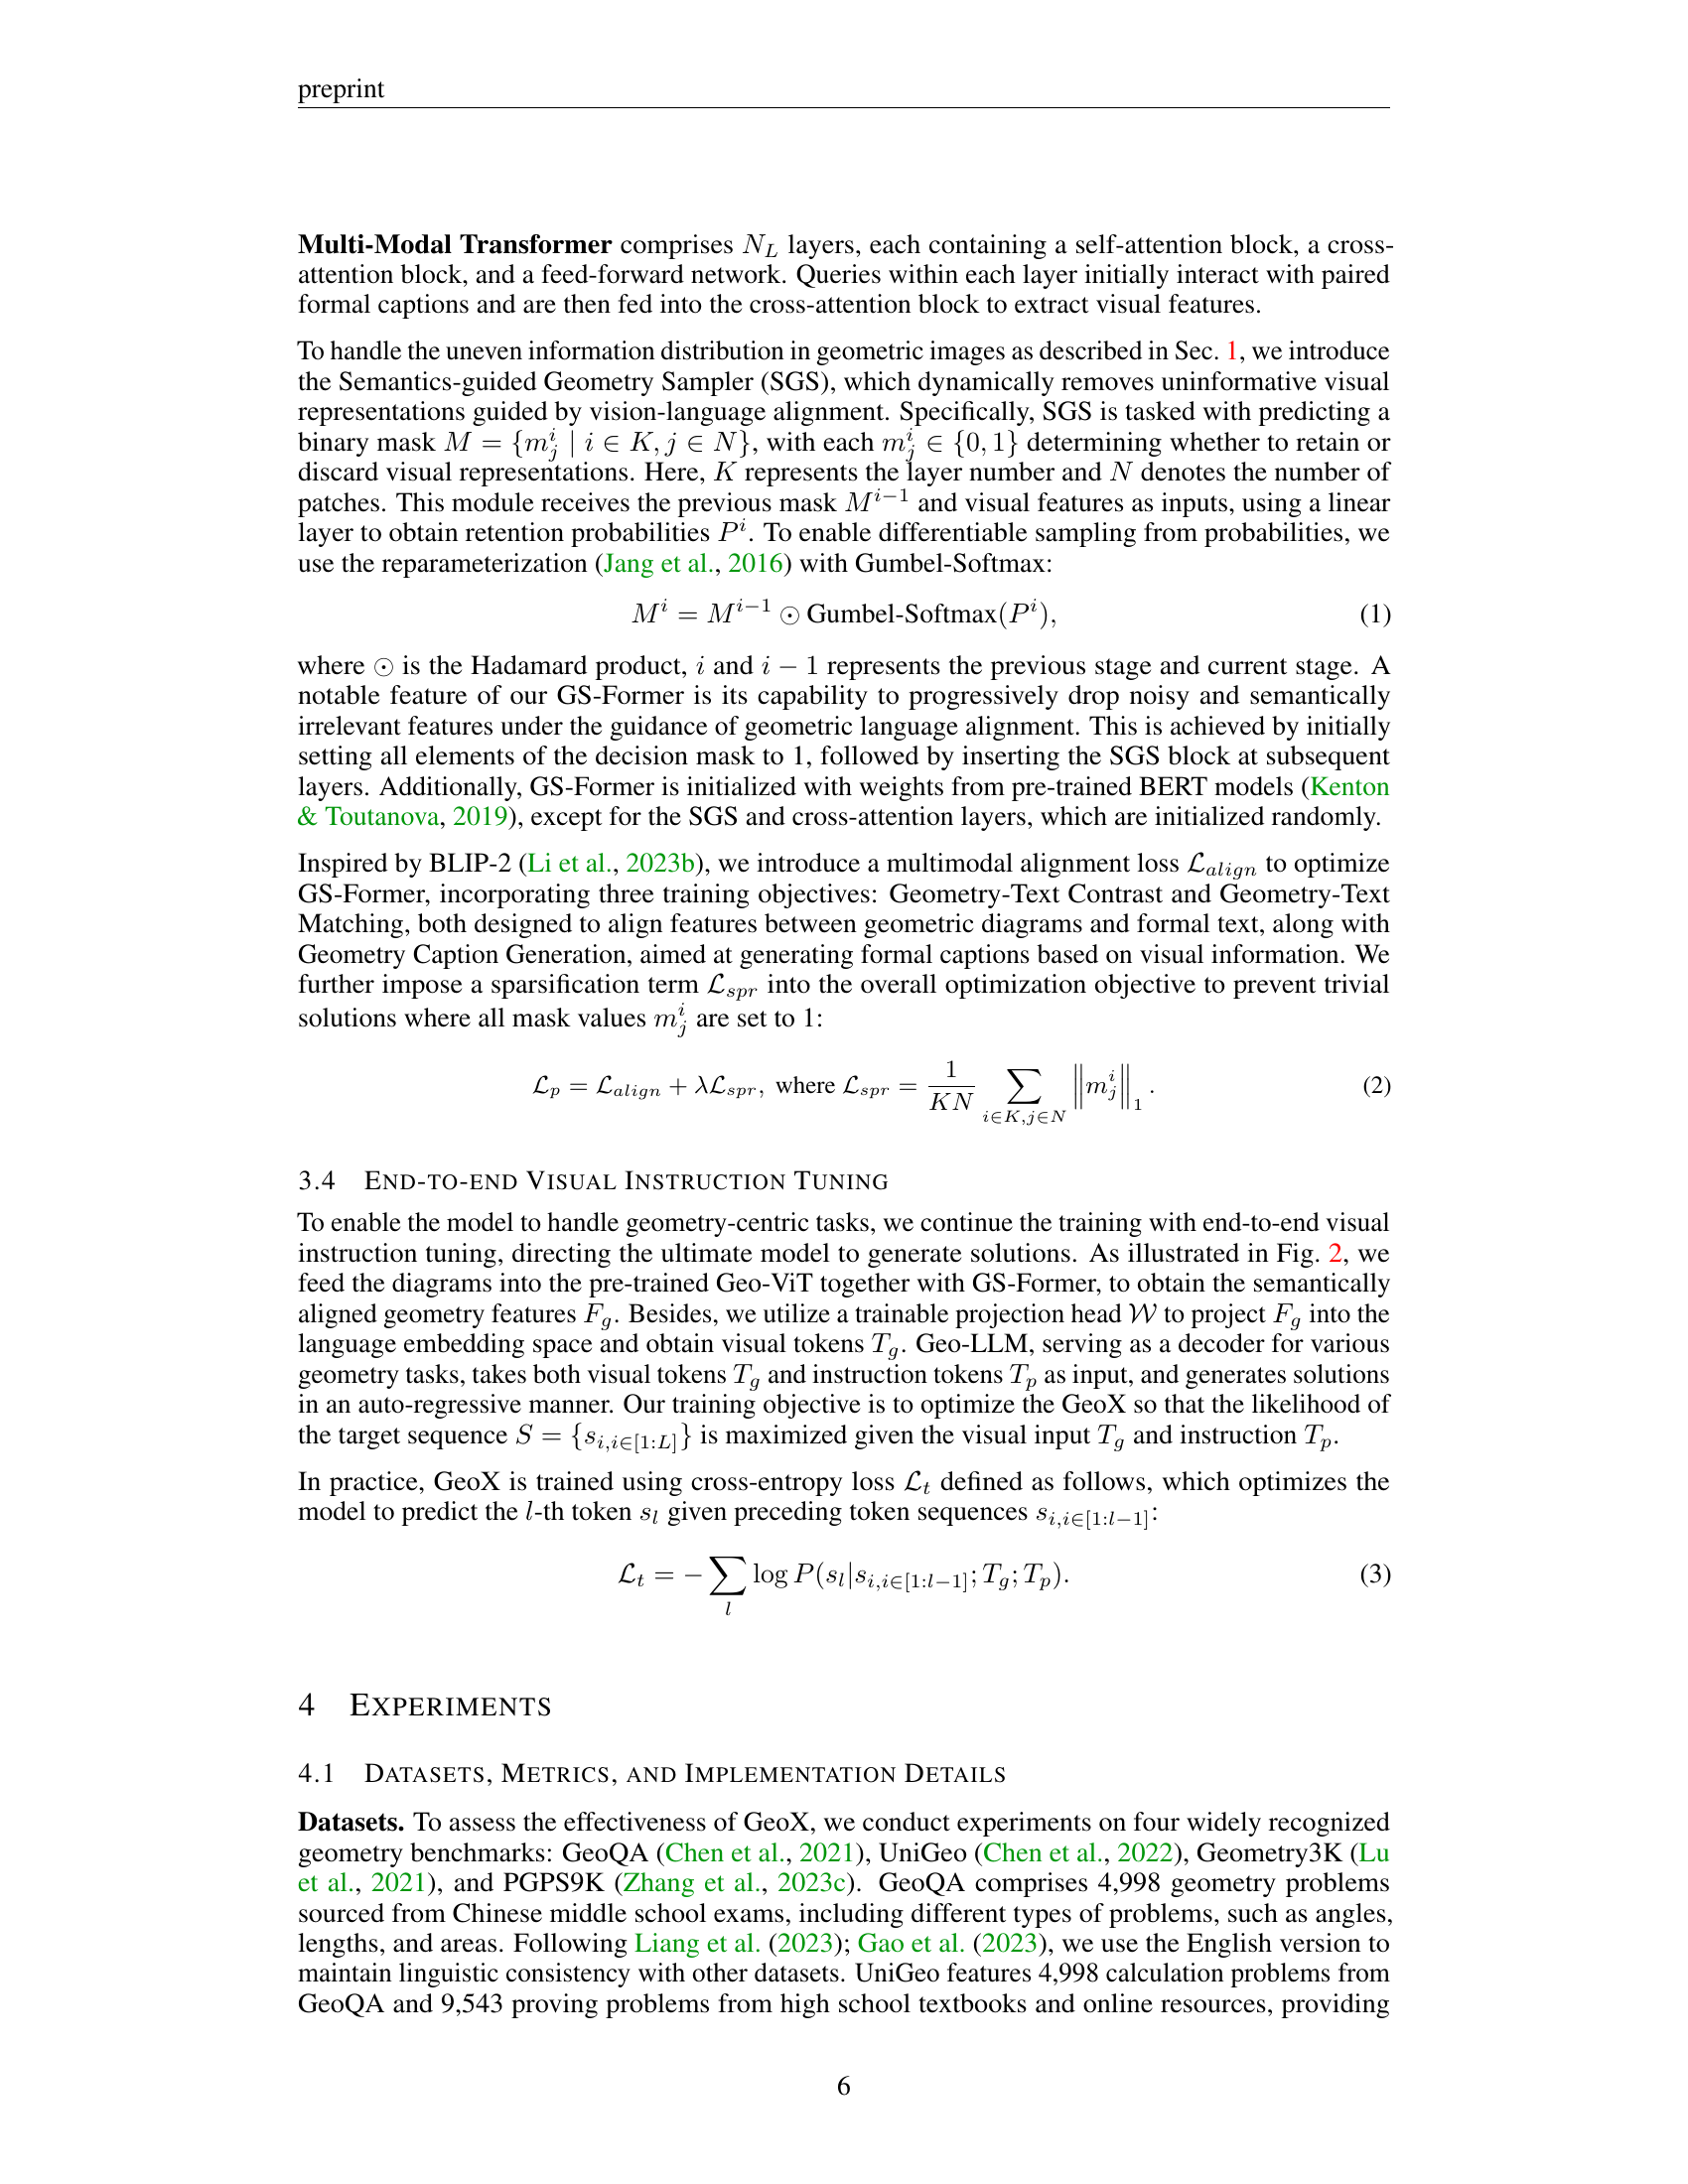 preprint
Multi-Modal Transformer comprises $N_L$ layers, each containing a self-attention block, a cross-
attention block, and a feed-forward network. Queries within each layer initially interact with paired
formal captions and are then fed into the cross-attention block to extract visual features.
To handle the uneven information distribution in geometric images as described in Sec. 1, we introduce
the Semantics-guided Geometry Sampler (SGS), which dynamically removes uninformative visual
representations guided by vision-language alignment. Specifically, SGS is tasked with predicting a
binary mask $M = \{m_j^i \mid i \in K, j \in N\}$, with each $m_j^i \in \{0, 1\}$ determining whether to retain or
discard visual representations. Here, $K$ represents the layer number and $N$ denotes the number of
patches. This module receives the previous mask $M^{i-1}$ and visual features as inputs, using a linear
layer to obtain retention probabilities $P^i$. To enable differentiable sampling from probabilities, we
use the reparameterization (Jang et al., 2016) with Gumbel-Softmax:
$M^i = M^{i-1} \odot \text{Gumbel-Softmax}(P^i),$ (1)
where $\odot$ is the Hadamard product, $i$ and $i - 1$ represents the previous stage and current stage. A
notable feature of our GS-Former is its capability to progressively drop noisy and semantically
irrelevant features under the guidance of geometric language alignment. This is achieved by initially
setting all elements of the decision mask to 1, followed by inserting the SGS block at subsequent
layers. Additionally, GS-Former is initialized with weights from pre-trained BERT models (Kenton
& Toutanova, 2019), except for the SGS and cross-attention layers, which are initialized randomly.
Inspired by BLIP-2 (Li et al., 2023b), we introduce a multimodal alignment loss $\mathcal{L}_{align}$ to optimize
GS-Former, incorporating three training objectives: Geometry-Text Contrast and Geometry-Text
Matching, both designed to align features between geometric diagrams and formal text, along with
Geometry Caption Generation, aimed at generating formal captions based on visual information. We
further impose a sparsification term $\mathcal{L}_{spr}$ into the overall optimization objective to prevent trivial
solutions where all mask values $m_j^i$ are set to 1:
$\mathcal{L}_p = \mathcal{L}_{align} + \lambda \mathcal{L}_{spr}, \text{ where } \mathcal{L}_{spr} = \frac{1}{KN} \sum_{i \in K, j \in N} \left\| m_j^i \right\|_1.$ (2)
3.4 END-TO-END VISUAL INSTRUCTION TUNING
To enable the model to handle geometry-centric tasks, we continue the training with end-to-end visual
instruction tuning, directing the ultimate model to generate solutions. As illustrated in Fig. 2, we
feed the diagrams into the pre-trained Geo-ViT together with GS-Former, to obtain the semantically
aligned geometry features $F_g$. Besides, we utilize a trainable projection head $\mathcal{W}$ to project $F_g$ into the
language embedding space and obtain visual tokens $T_g$. Geo-LLM, serving as a decoder for various
geometry tasks, takes both visual tokens $T_g$ and instruction tokens $T_p$ as input, and generates solutions
in an auto-regressive manner. Our training objective is to optimize the GeoX so that the likelihood of
the target sequence $S = \{s_{i,i \in [1:L]}\}$ is maximized given the visual input $T_g$ and instruction $T_p$.
In practice, GeoX is trained using cross-entropy loss $\mathcal{L}_t$ defined as follows, which optimizes the
model to predict the $l$-th token $s_l$ given preceding token sequences $s_{i,i \in [1:l-1]}$:
$\mathcal{L}_t = -\sum_l \log P(s_l | s_{i,i \in [1:l-1]}; T_g; T_p).$ (3)
4 EXPERIMENTS
4.1 DATASETS, METRICS, AND IMPLEMENTATION DETAILS
Datasets. To assess the effectiveness of GeoX, we conduct experiments on four widely recognized
geometry benchmarks: GeoQA (Chen et al., 2021), UniGeo (Chen et al., 2022), Geometry3K (Lu
et al., 2021), and PGPS9K (Zhang et al., 2023c). GeoQA comprises 4,998 geometry problems
sourced from Chinese middle school exams, including different types of problems, such as angles,
lengths, and areas. Following Liang et al. (2023); Gao et al. (2023), we use the English version to
maintain linguistic consistency with other datasets. UniGeo features 4,998 calculation problems from
GeoQA and 9,543 proving problems from high school textbooks and online resources, providing
6